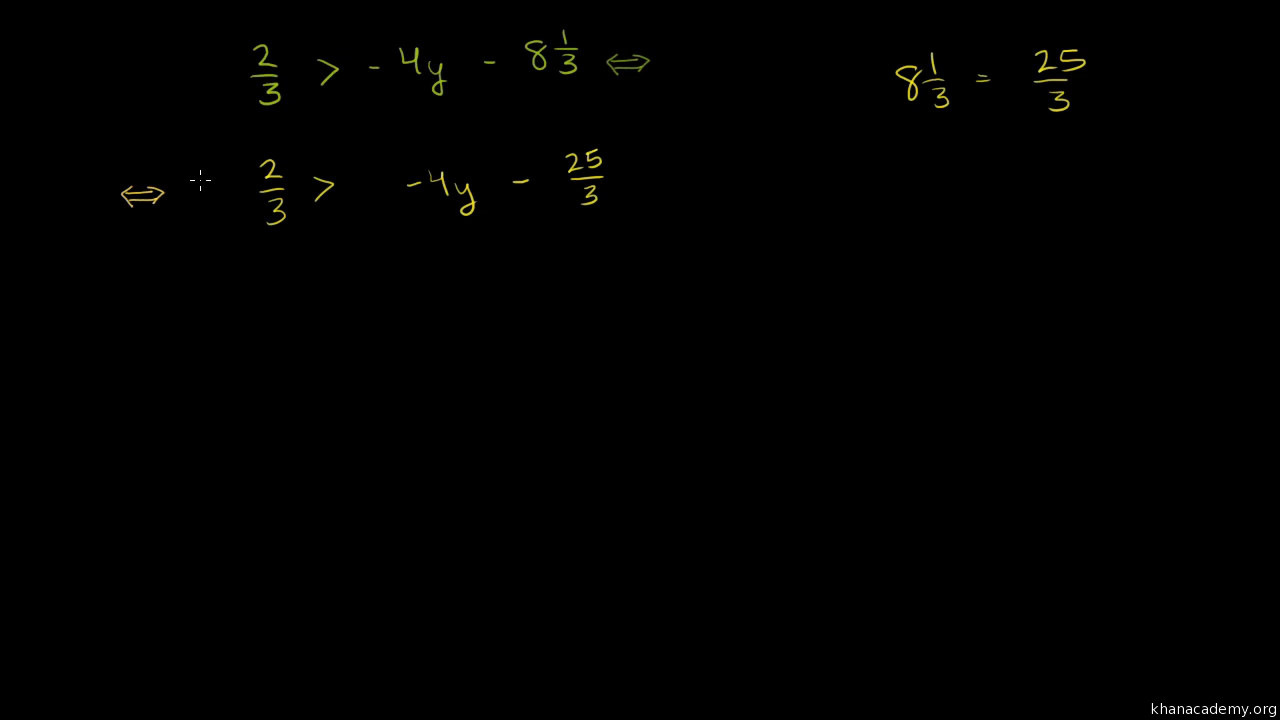 2/3 > -4y - 8 1/3 ⇔
8 1/3 = 25/3
⇔ 2/3 > -4y - 25/3
khanacademy.org